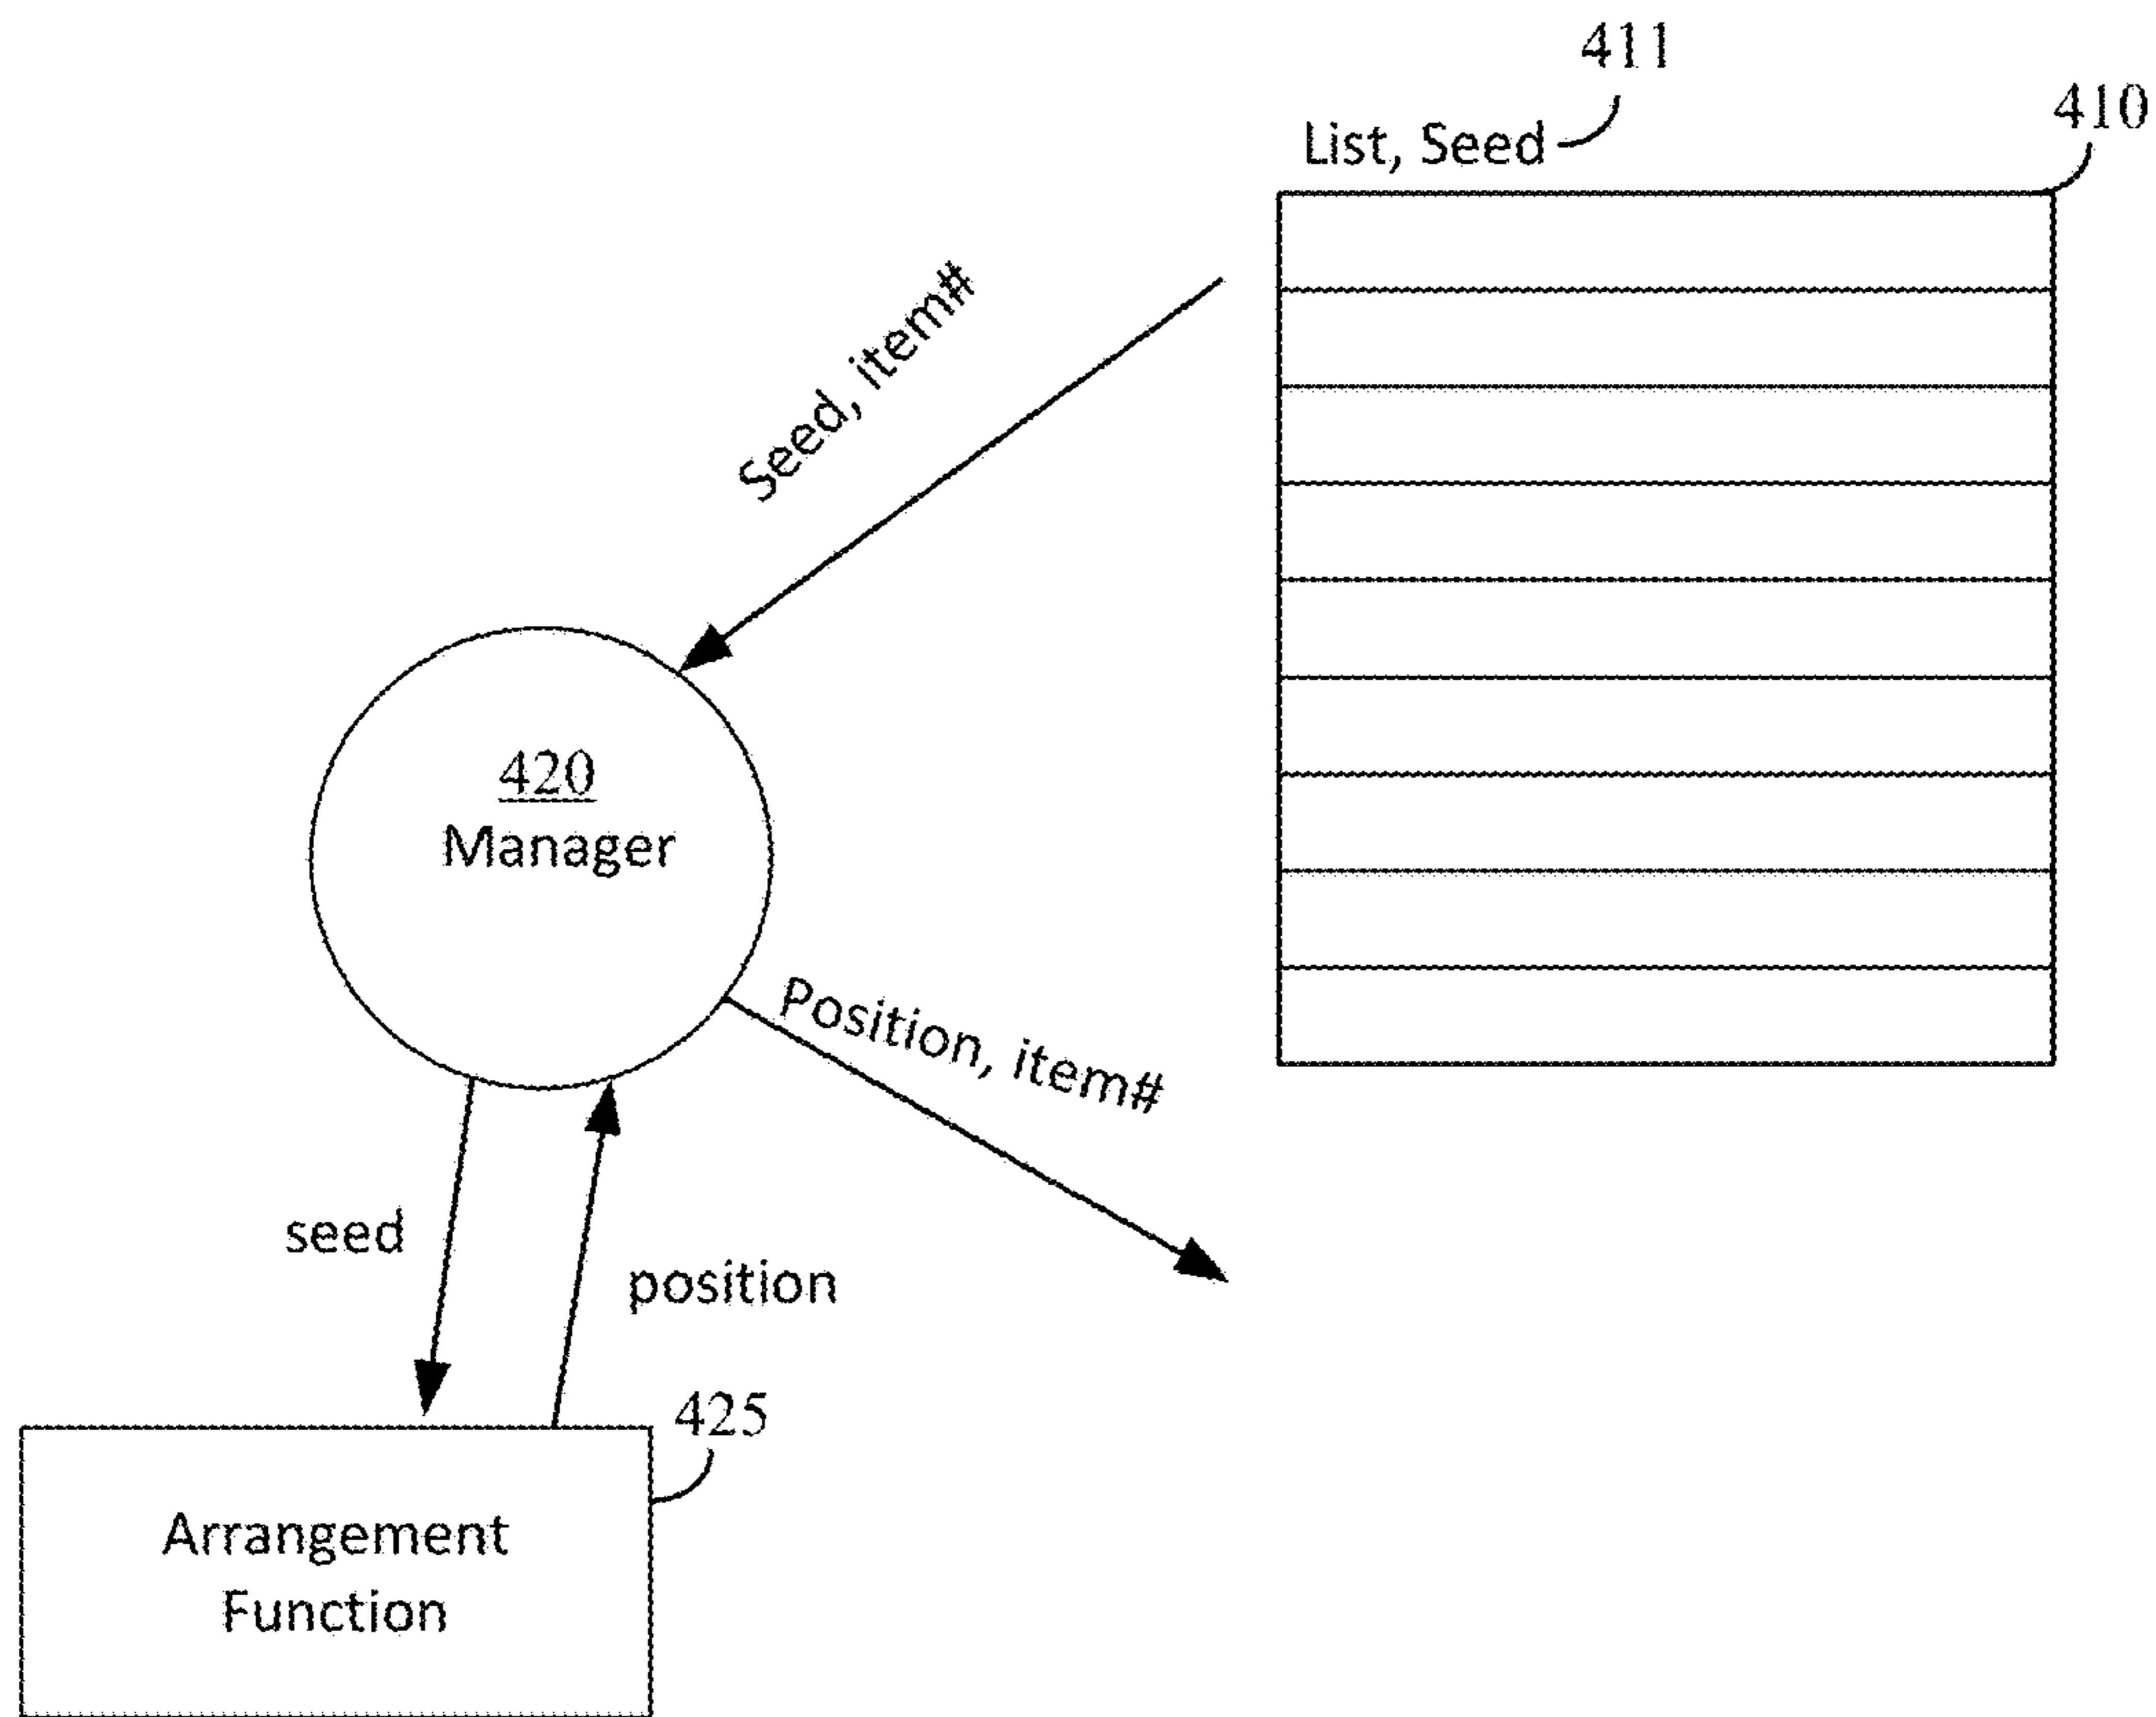 411
410
List, Seed
Seed, item#
420
Manager
Position, item#
seed
position
425
Arrangement
Function